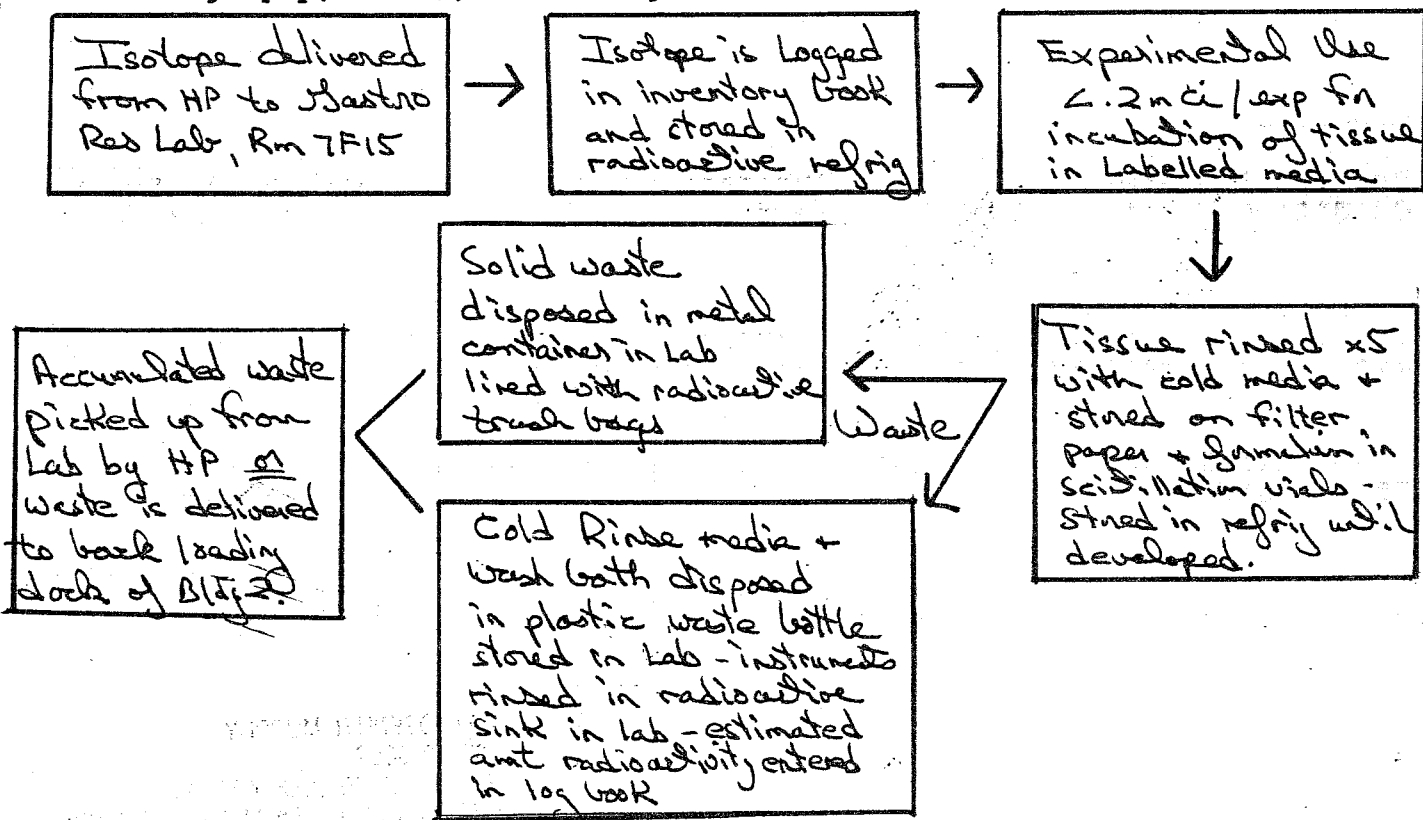 Isotope delivered
from HP to Gastro
Res Lab, Rm 7F15
Isotope is Logged
in inventory book
and stored in
radioactive refrig
Experimental Use
<.2mCi/exp for
incubation of tissue
in Labelled media
Tissue rinsed x5
with cold media +
stored on filter
paper + formalin in
scintillation vials -
stored in refrig until
developed.
Waste
Solid waste
disposed in metal
container in Lab
lined with radioactive
trash bags
Cold Rinse media +
wash both disposed
in plastic waste bottle
stored in Lab - instruments
rinsed in radioactive
sink in lab - estimated
amt radioactivity entered
in log book
Accumulated waste
picked up from
Lab by HP or
waste is delivered
to back loading
dock of Bldg 2.